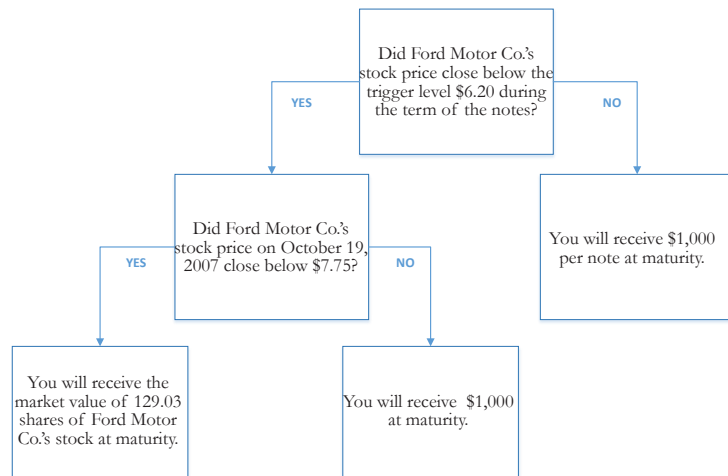 Did Ford Motor Co.'s
stock price close below the
trigger level $6.20 during
the term of the notes?
YES
NO
Did Ford Motor Co.'s
stock price on October 19,
2007 close below $7.75?
You will receive $1,000
per note at maturity.
YES
NO
You will receive the
market value of 129.03
shares of Ford Motor
Co.'s stock at maturity.
You will receive $1,000
at maturity.